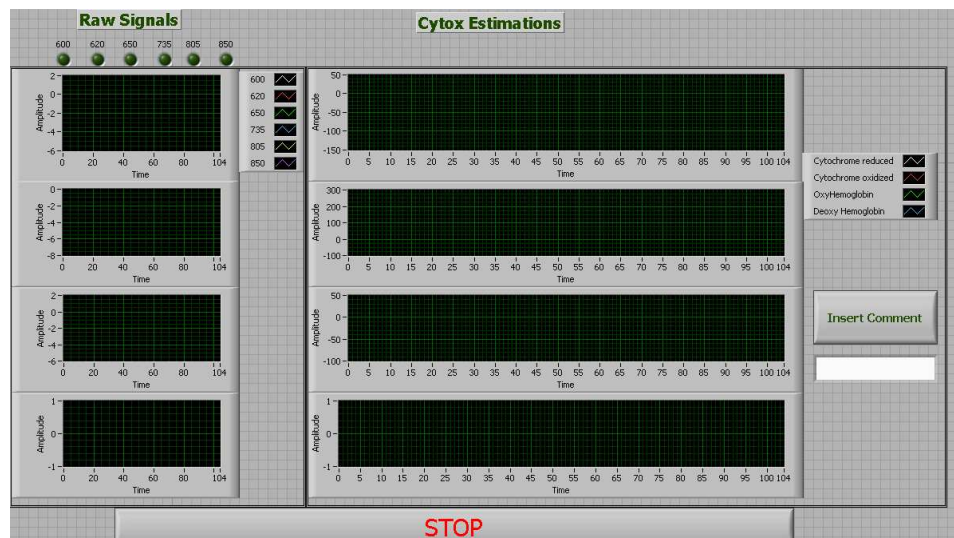 Raw Signals
Cytox Estimations
600 620 650 735 805 850
600
620
650
735
805
850
Amplitude
2
0
-2
-4
-6
0 20 40 60 80 104
Time
Amplitude
0
-2
-4
-6
-8
0 20 40 60 80 104
Time
Amplitude
2
0
-2
-4
-6
0 20 40 60 80 104
Time
Amplitude
1
0
-1
0 20 40 60 80 104
Time
Amplitude
50
0
-50
-100
-150
0 5 10 15 20 25 30 35 40 45 50 55 60 65 70 75 80 85 90 95 100 104
Time
Amplitude
300
200
100
0
-100
0 5 10 15 20 25 30 35 40 45 50 55 60 65 70 75 80 85 90 95 100 104
Time
Amplitude
50
0
-50
-100
0 5 10 15 20 25 30 35 40 45 50 55 60 65 70 75 80 85 90 95 100 104
Time
Amplitude
1
0
-1
0 5 10 15 20 25 30 35 40 45 50 55 60 65 70 75 80 85 90 95 100 104
Time
Cytochrome reduced
Cytochrome oxidized
OxyHemoglobin
Deoxy Hemoglobin
Insert Comment
STOP